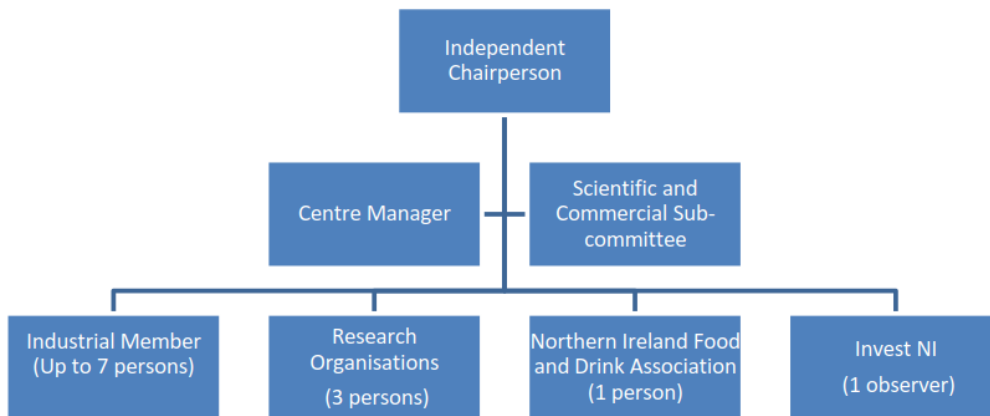 Independent
Chairperson
Centre Manager
Scientific and
Commercial Sub-
committee
Industrial Member
(Up to 7 persons)
Research
Organisations
(3 persons)
Northern Ireland Food
and Drink Association
(1 person)
Invest NI
(1 observer)